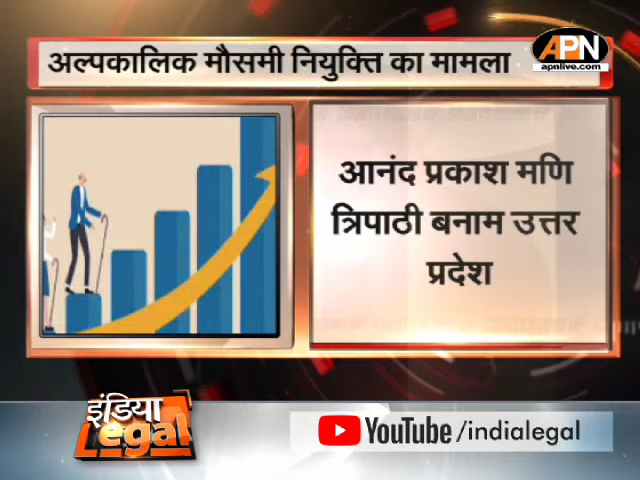 अल्पकालिक मौसमी नियुक्ति का मामला
APN
apnlive.com
आनंद प्रकाश मणि
त्रिपाठी बनाम उत्तर
प्रदेश
इंडिया
Legal
YouTube /indialegal